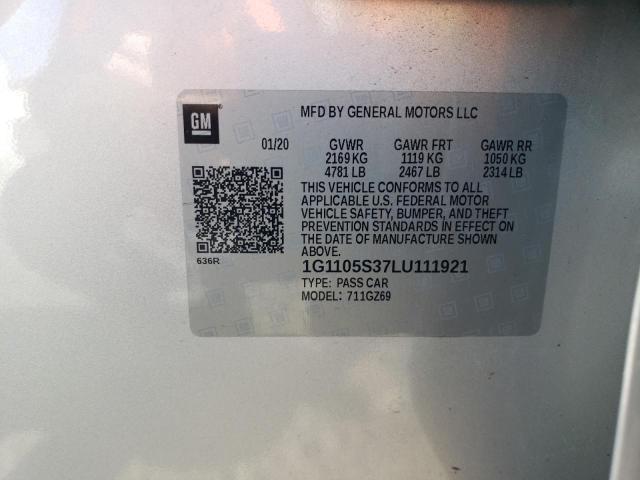 GM
MFD BY GENERAL MOTORS LLC
01/20 GVWR GAWR FRT GAWR RR
2169 KG 1119 KG 1050 KG
4781 LB 2467 LB 2314 LB
THIS VEHICLE CONFORMS TO ALL
APPLICABLE U.S. FEDERAL MOTOR
VEHICLE SAFETY, BUMPER, AND THEFT
PREVENTION STANDARDS IN EFFECT ON
THE DATE OF MANUFACTURE SHOWN
ABOVE.
636R
1G1105S37LU111921
TYPE: PASS CAR
MODEL: 711GZ69